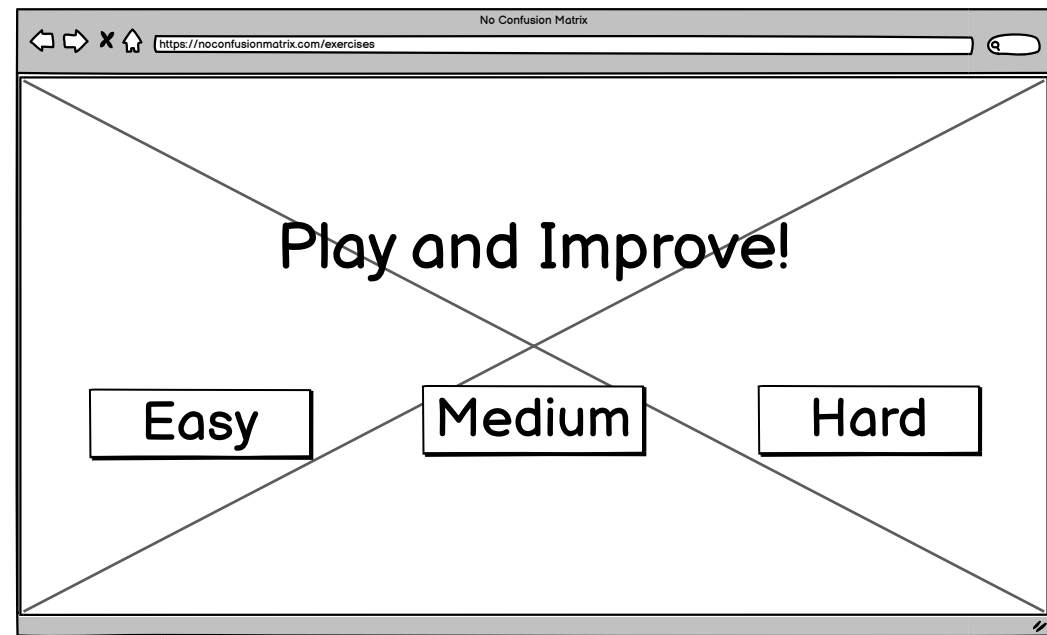 No Confusion Matrix
https://noconfusionmatrix.com/exercises
Play and Improve!
Easy
Medium
Hard